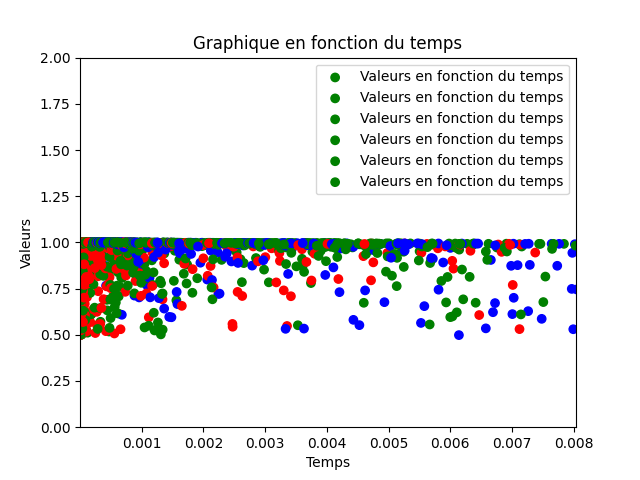 Graphique en fonction du temps
2.00
1.75
1.50
1.25
1.00
0.75
0.50
0.25
0.00
Valeurs
Valeurs en fonction du temps
Valeurs en fonction du temps
Valeurs en fonction du temps
Valeurs en fonction du temps
Valeurs en fonction du temps
Valeurs en fonction du temps
0.001 0.002 0.003 0.004 0.005 0.006 0.007 0.008
Temps